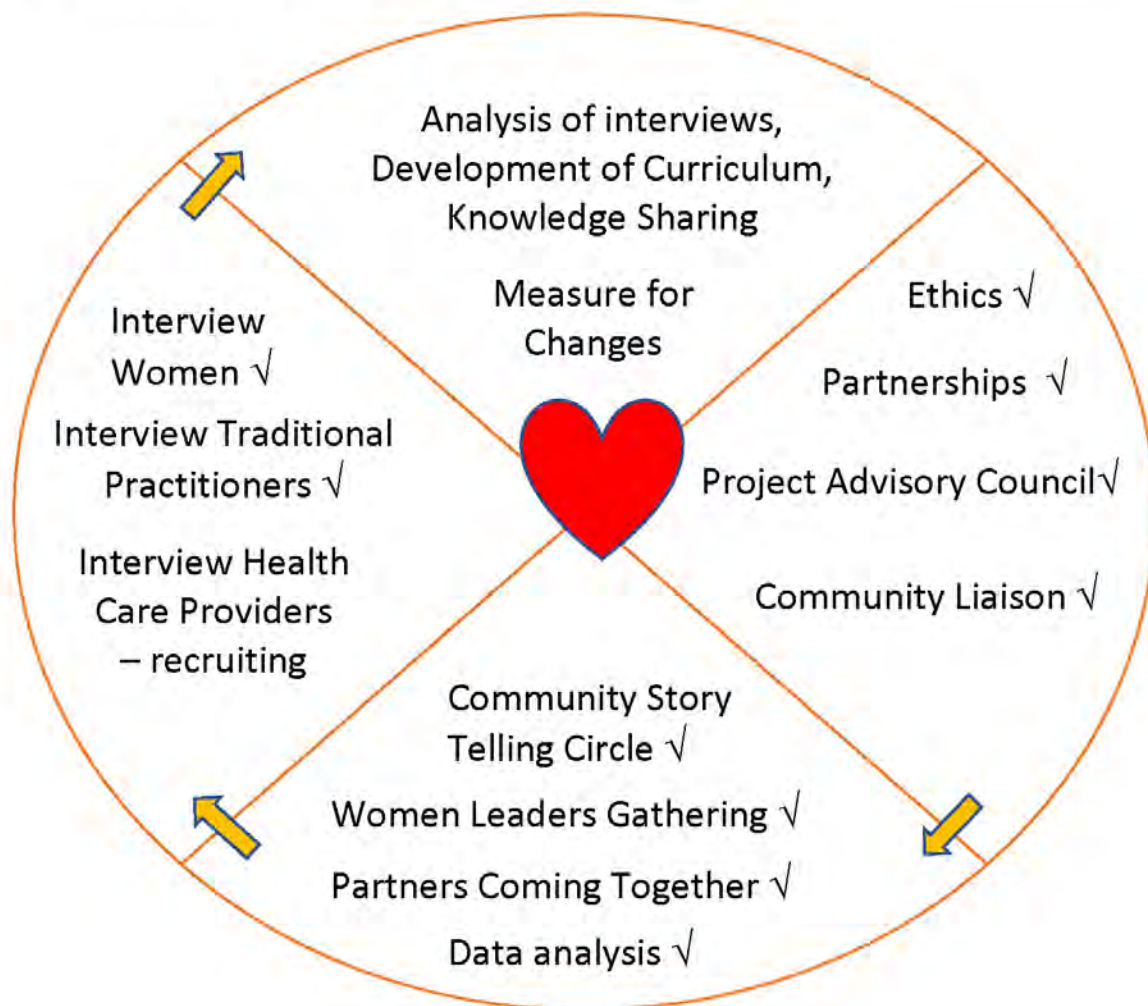 Analysis of interviews,
Development of Curriculum,
Knowledge Sharing
Measure for
Changes
Ethics √
Partnerships √
Project Advisory Council√
Community Liaison √
Community Story
Telling Circle √
Women Leaders Gathering √
Partners Coming Together √
Data analysis √
Interview
Women √
Interview Traditional
Practitioners √
Interview Health
Care Providers
– recruiting